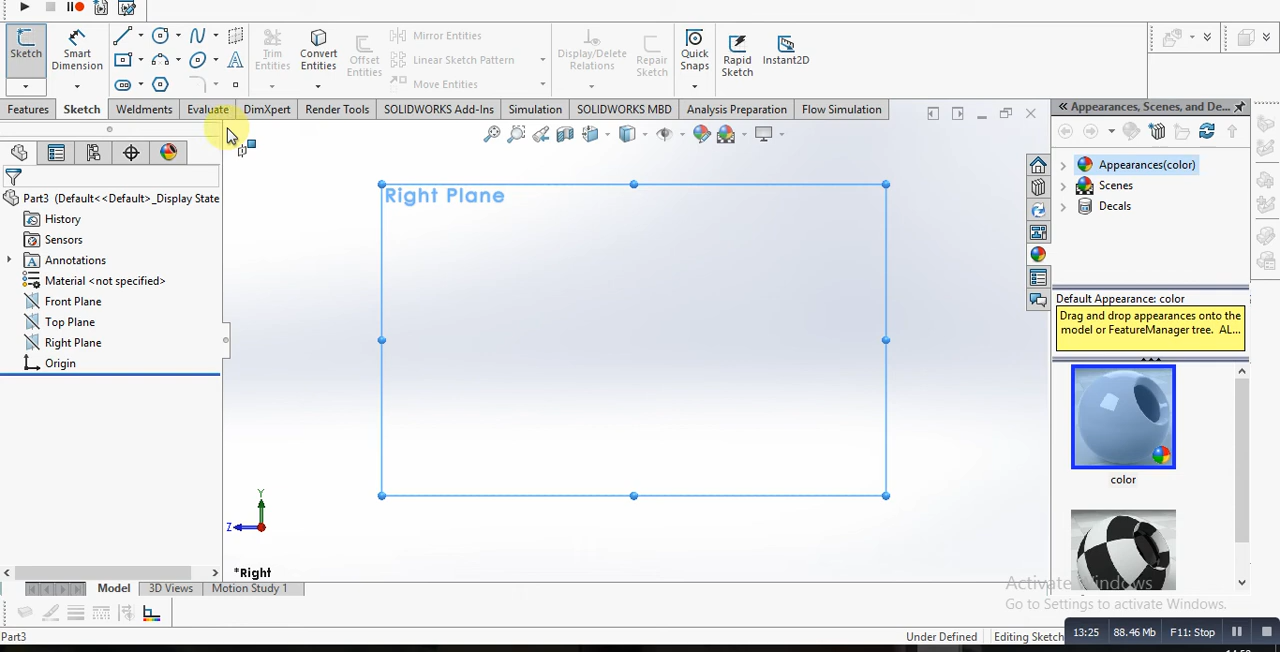 Sketch
Smart Dimension
Trim Entities
Convert Entities
Offset Entities
Mirror Entities
Linear Sketch Pattern
Move Entities
Display/Delete Relations
Repair Sketch
Quick Snaps
Rapid Sketch
Instant2D
Features
Sketch
Weldments
Evaluate
DimXpert
Render Tools
SOLIDWORKS Add-Ins
Simulation
SOLIDWORKS MBD
Analysis Preparation
Flow Simulation
Appearances, Scenes, and De...
Part3 (Default<<Default>_Display State
History
Sensors
Annotations
Material <not specified>
Front Plane
Top Plane
Right Plane
Origin
Right Plane
Y
Z
*Right
Appearances(color)
Scenes
Decals
Default Appearance: color
Drag and drop appearances onto the
model or FeatureManager tree. AL...
color
Model
3D Views
Motion Study 1
Activate Windows
Go to Settings to activate Windows.
Part3
Under Defined
Editing Sketch
13:25
88.46 Mb
F11: Stop